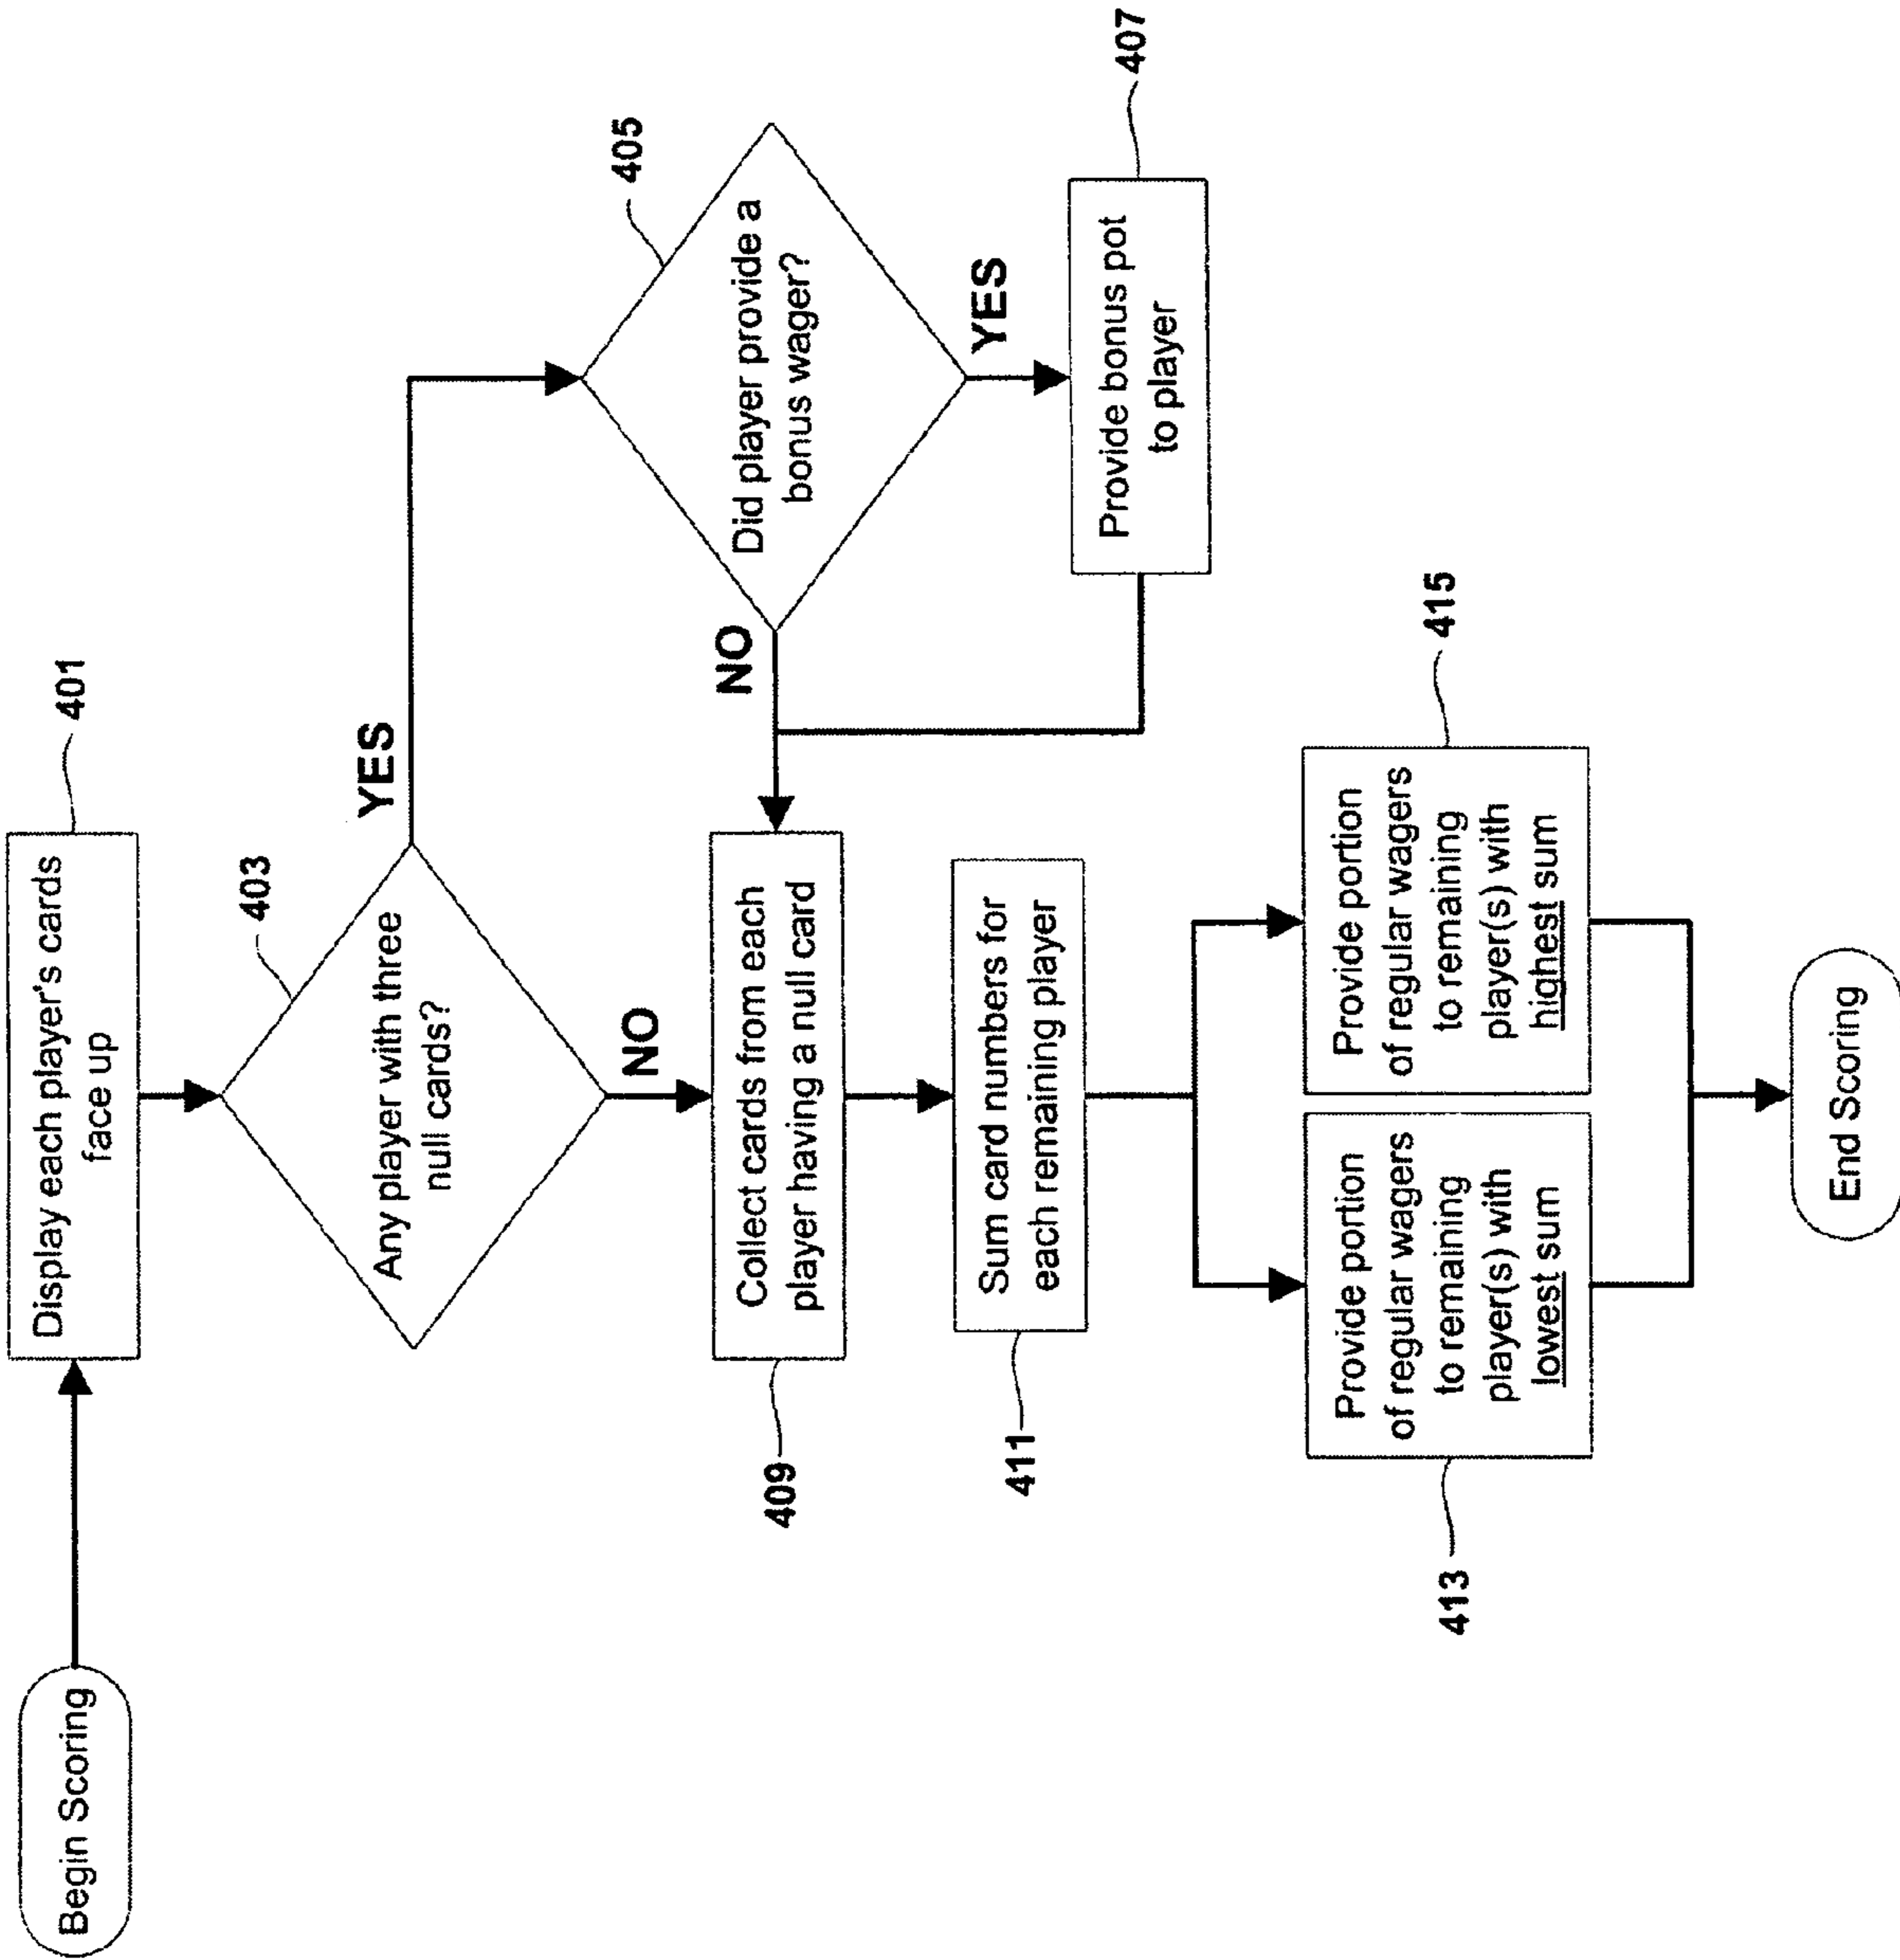 Begin Scoring
Display each player's cards
face up
401
Any player with three
null cards?
403
YES
NO
Did player provide a
bonus wager?
405
NO
YES
Provide bonus pot
to player
407
Collect cards from each
player having a null card
409
Sum card numbers for
each remaining player
411
Provide portion
of regular wagers
to remaining
player(s) with
lowest sum
413
Provide portion
of regular wagers
to remaining
player(s) with
highest sum
415
End Scoring